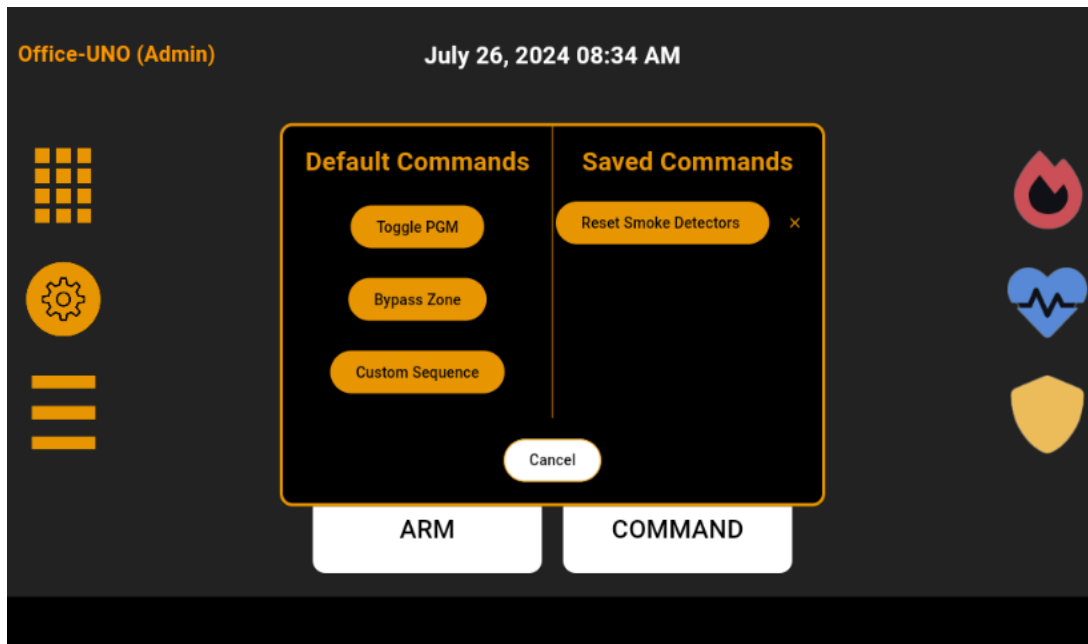 Office-UNO (Admin)
July 26, 2024 08:34 AM
Default Commands
Toggle PGM
Bypass Zone
Custom Sequence
Saved Commands
Reset Smoke Detectors ×
Cancel
ARM
COMMAND